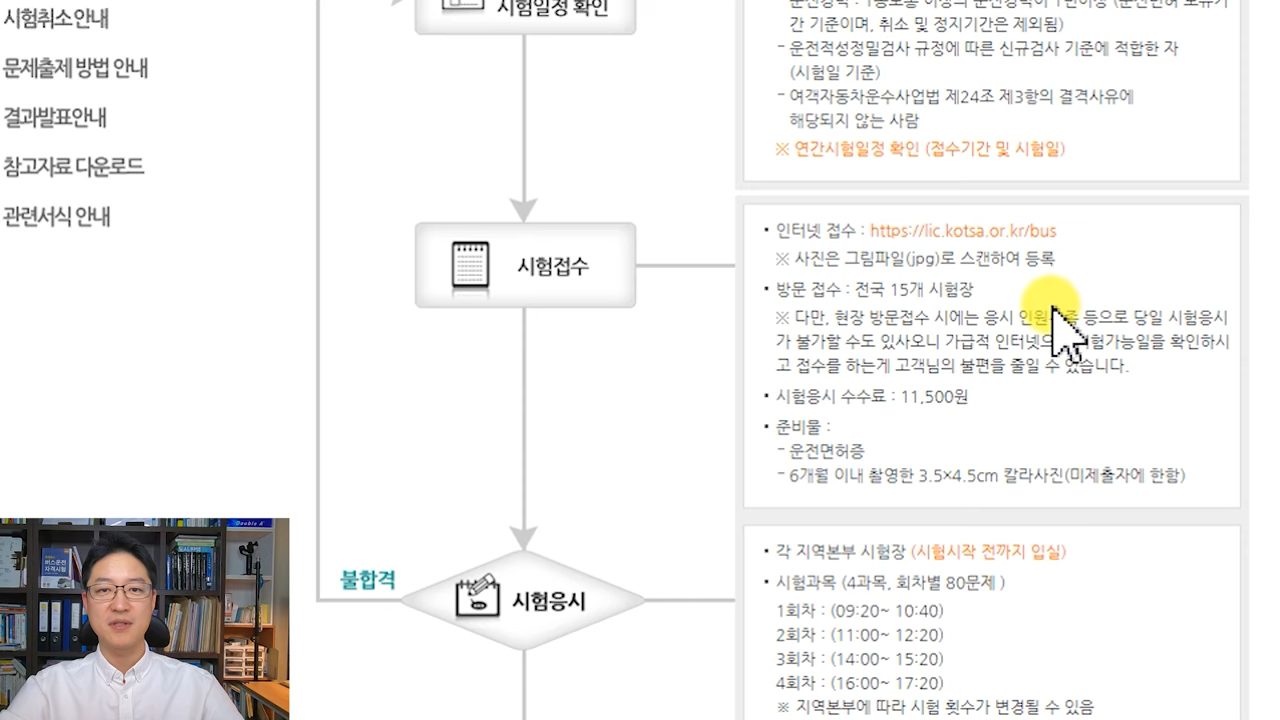 시험취소 안내
문제출제 방법 안내
결과발표안내
참고자료 다운로드
관련서식 안내
시험일정 확인
간 기준이며, 취소 및 정지기간은 제외됨)
- 운전적성정밀검사 규정에 따른 신규검사 기준에 적합한 자
(시험일 기준)
- 여객자동차운수사업법 제24조 제3항의 결격사유에
해당되지 않는 사람
※ 연간시험일정 확인 (접수기간 및 시험일)
시험접수
• 인터넷 접수 : https://lic.kotsa.or.kr/bus
※ 사진은 그림파일(jpg)로 스캔하여 등록
• 방문 접수 : 전국 15개 시험장
※ 다만, 현장 방문접수 시에는 응시 인원 등으로 당일 시험응시
가 불가할 수도 있사오니 가급적 인터넷으 험가능일을 확인하시
고 접수를 하는게 고객님의 불편을 줄일 수 있습니다.
• 시험응시 수수료 : 11,500원
• 준비물 :
- 운전면허증
- 6개월 이내 촬영한 3.5×4.5cm 칼라사진(미제출자에 한함)
불합격
시험응시
• 각 지역본부 시험장 (시험시작 전까지 입실)
• 시험과목 (4과목, 회차별 80문제 )
1회차 : (09:20~ 10:40)
2회차 : (11:00~ 12:20)
3회차 : (14:00~ 15:20)
4회차 : (16:00~ 17:20)
※ 지역본부에 따라 시험 횟수가 변경될 수 있음
Double A
버스운전
자격시험